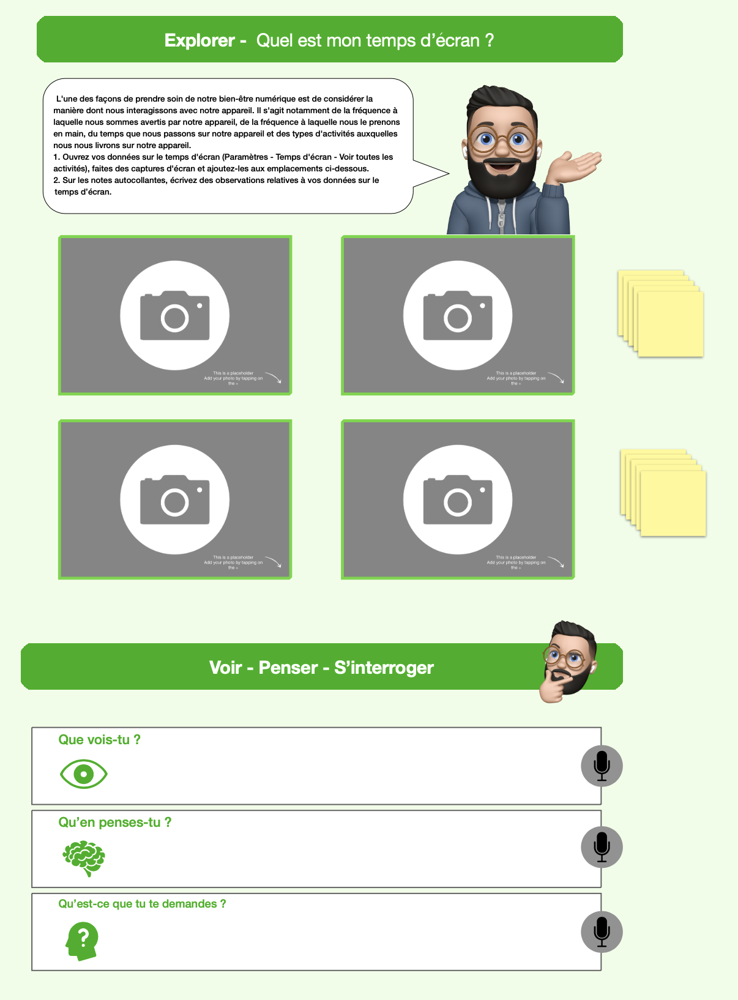 Explorer - Quel est mon temps d’écran ?
L'une des façons de prendre soin de notre bien-être numérique est de considérer la
manière dont nous interagissons avec notre appareil. Il s'agit notamment de la fréquence à
laquelle nous sommes avertis par notre appareil, de la fréquence à laquelle nous le prenons
en main, du temps que nous passons sur notre appareil et des types d'activités auxquelles
nous nous livrons sur notre appareil.
1. Ouvrez vos données sur le temps d'écran (Paramètres - Temps d'écran - Voir toutes les
activités), faites des captures d'écran et ajoutez-les aux emplacements ci-dessous.
2. Sur les notes autocollantes, écrivez des observations relatives à vos données sur le
temps d’écran.
This is a placeholder
Add your photo by tapping on
the +
This is a placeholder
Add your photo by tapping on
the +
This is a placeholder
Add your photo by tapping on
the +
This is a placeholder
Add your photo by tapping on
the +
Voir - Penser - S’interroger
Que vois-tu ?
Qu’en penses-tu ?
Qu’est-ce que tu te demandes ?
?